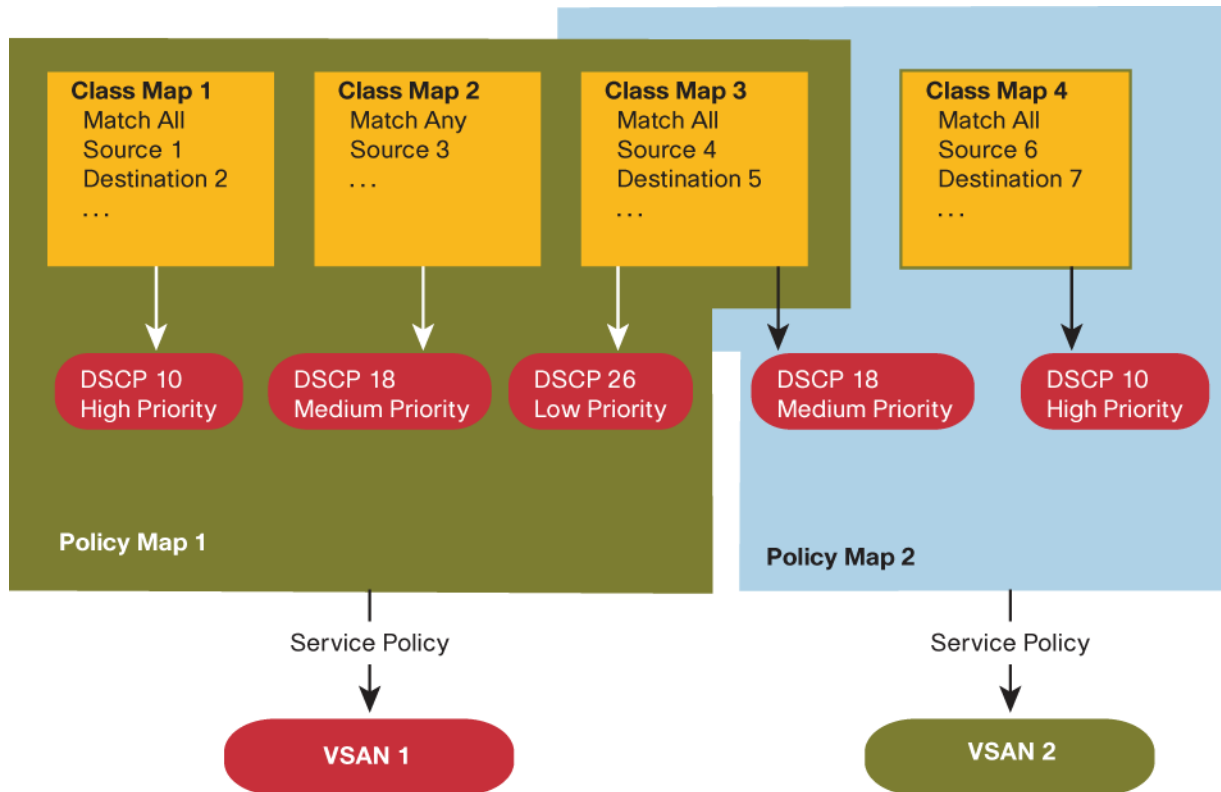 Class Map 1
Match All
Source 1
Destination 2
...
Class Map 2
Match Any
Source 3
...
Class Map 3
Match All
Source 4
Destination 5
...
Class Map 4
Match All
Source 6
Destination 7
...
DSCP 10
High Priority
DSCP 18
Medium Priority
DSCP 26
Low Priority
DSCP 18
Medium Priority
DSCP 10
High Priority
Policy Map 1
Policy Map 2
Service Policy
Service Policy
VSAN 1
VSAN 2